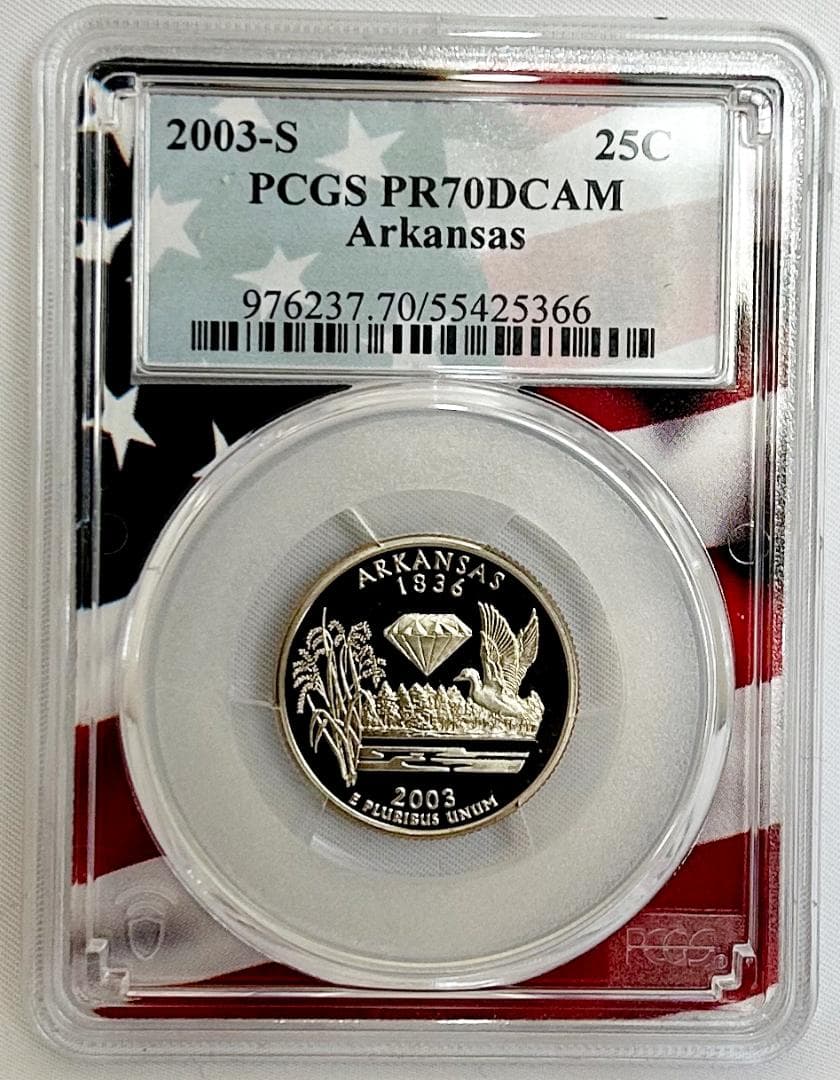 2003-S 25C
PCGS PR70DCAM
Arkansas
976237.70/55425366
ARKANSAS
1836
2003
E PLURIBUS UNUM
PCGS